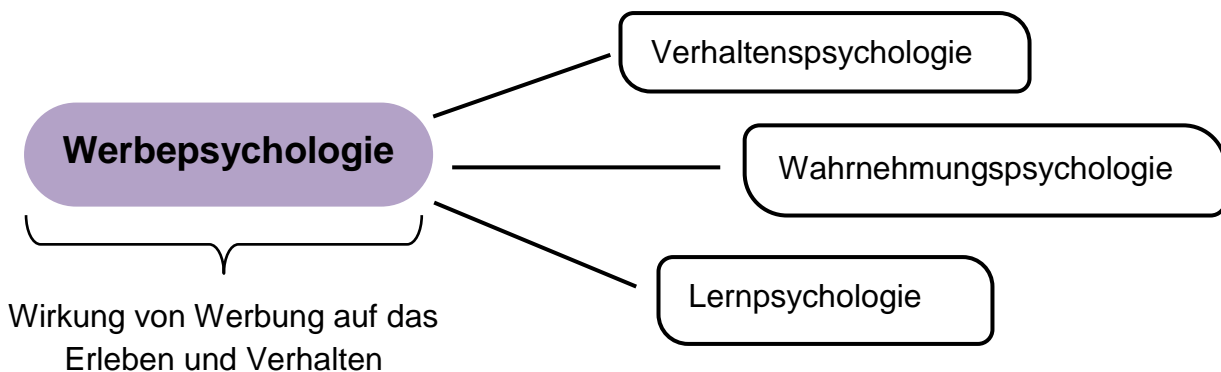 Verhaltenspsychologie
Werbepsychologie
Wahrnehmungspsychologie
Lernpsychologie
Wirkung von Werbung auf das
Erleben und Verhalten